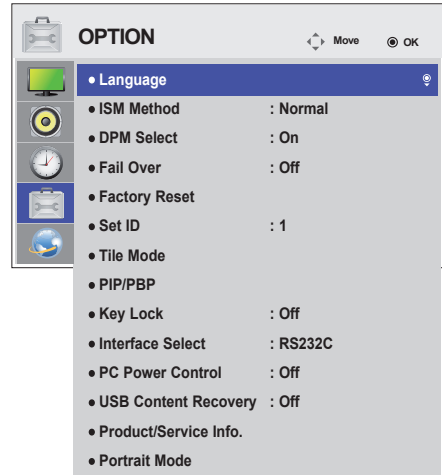 OPTION Move OK
• Language
• ISM Method : Normal
• DPM Select : On
• Fail Over : Off
• Factory Reset
• Set ID : 1
• Tile Mode
• PIP/PBP
• Key Lock : Off
• Interface Select : RS232C
• PC Power Control : Off
• USB Content Recovery : Off
• Product/Service Info.
• Portrait Mode